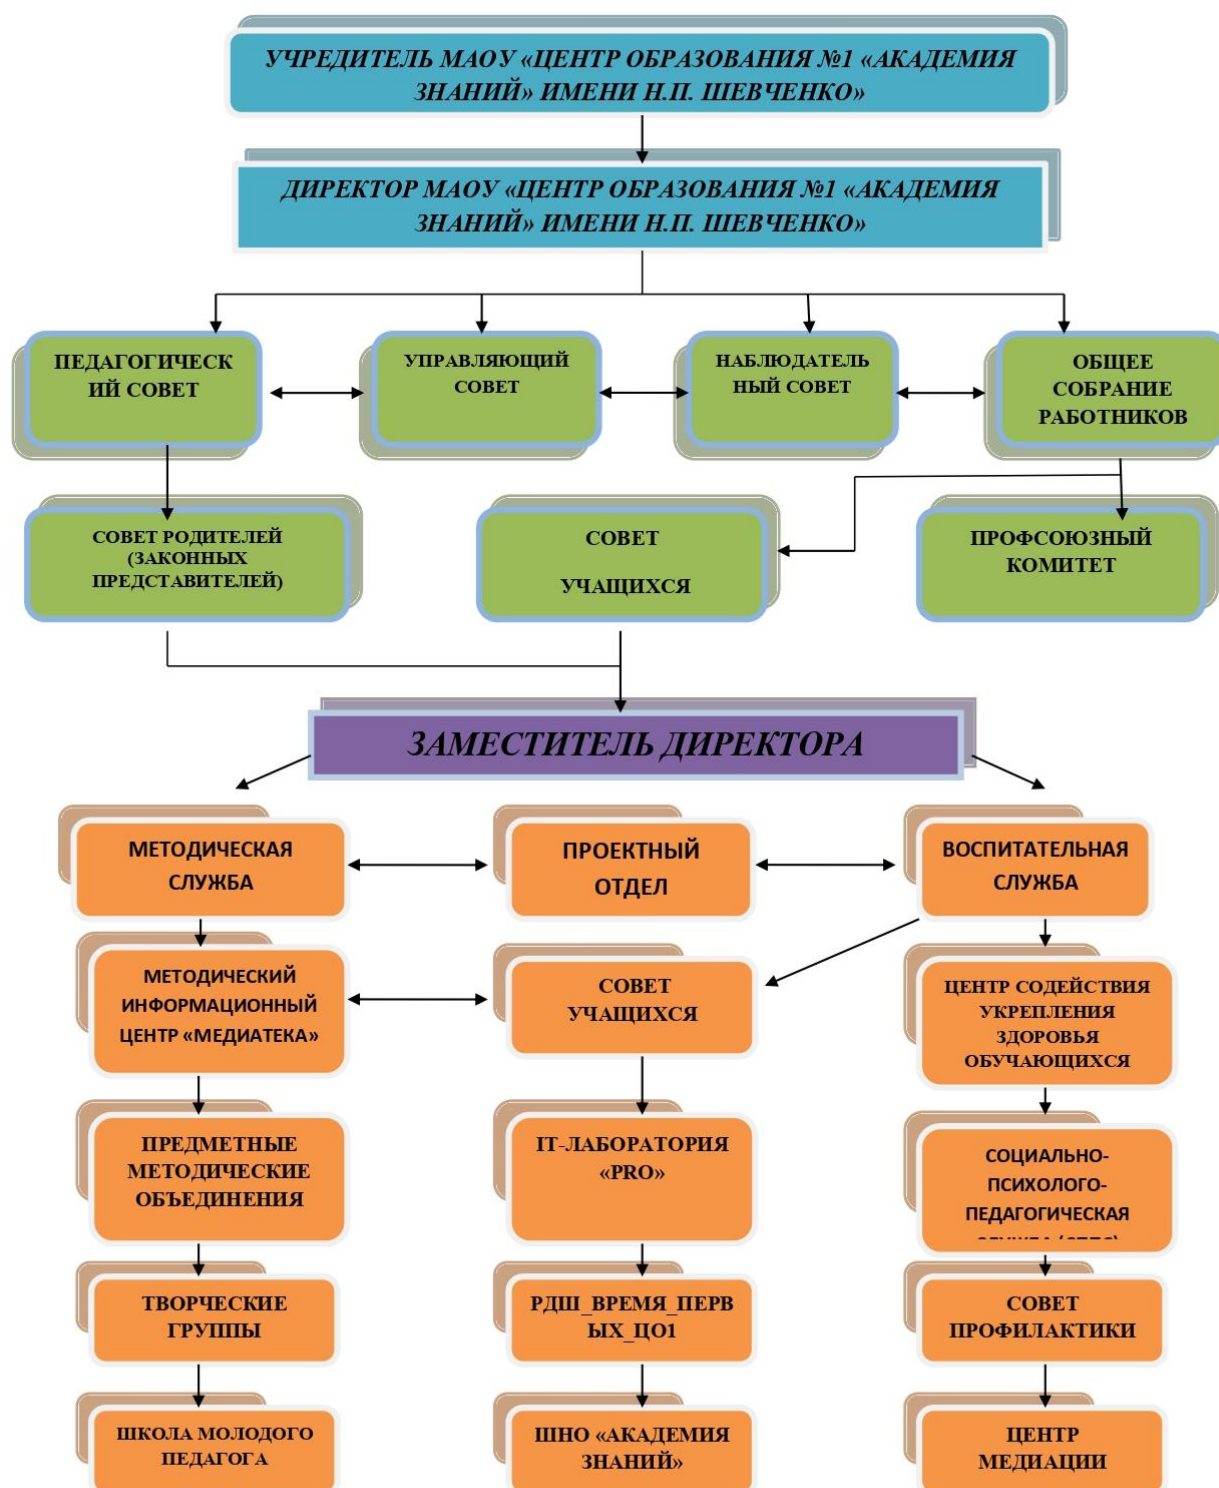 УЧРЕДИТЕЛЬ МАОУ «ЦЕНТР ОБРАЗОВАНИЯ №1 «АКАДЕМИЯ
ЗНАНИЙ» ИМЕНИ Н.П. ШЕВЧЕНКО»
ДИРЕКТОР МАОУ «ЦЕНТР ОБРАЗОВАНИЯ №1 «АКАДЕМИЯ
ЗНАНИЙ» ИМЕНИ Н.П. ШЕВЧЕНКО»
ПЕДАГОГИЧЕСК
ИЙ СОВЕТ
УПРАВЛЯЮЩИЙ
СОВЕТ
НАБЛЮДАТЕЛЬ
НЫЙ СОВЕТ
ОБЩЕЕ
СОБРАНИЕ
РАБОТНИКОВ
СОВЕТ РОДИТЕЛЕЙ
(ЗАКОННЫХ
ПРЕДСТАВИТЕЛЕЙ)
СОВЕТ
УЧАЩИХСЯ
ПРОФСОЮЗНЫЙ
КОМИТЕТ
ЗАМЕСТИТЕЛЬ ДИРЕКТОРА
МЕТОДИЧЕСКАЯ
СЛУЖБА
ПРОЕКТНЫЙ
ОТДЕЛ
ВОСПИТАТЕЛЬНАЯ
СЛУЖБА
МЕТОДИЧЕСКИЙ
ИНФОРМАЦИОННЫЙ
ЦЕНТР «МЕДИАТЕКА»
СОВЕТ
УЧАЩИХСЯ
ЦЕНТР СОДЕЙСТВИЯ
УКРЕПЛЕНИЯ
ЗДОРОВЬЯ
ОБУЧАЮЩИХСЯ
ПРЕДМЕТНЫЕ
МЕТОДИЧЕСКИЕ
ОБЪЕДИНЕНИЯ
IT-ЛАБОРАТОРИЯ
«PRO»
СОЦИАЛЬНО-
ПСИХОЛОГО-
ПЕДАГОГИЧЕСКАЯ
ТВОРЧЕСКИЕ
ГРУППЫ
РДШ_ВРЕМЯ_ПЕРВ
ЫХ_ЦО1
СОВЕТ
ПРОФИЛАКТИКИ
ШКОЛА МОЛОДОГО
ПЕДАГОГА
ШНО «АКАДЕМИЯ
ЗНАНИЙ»
ЦЕНТР
МЕДИАЦИИ